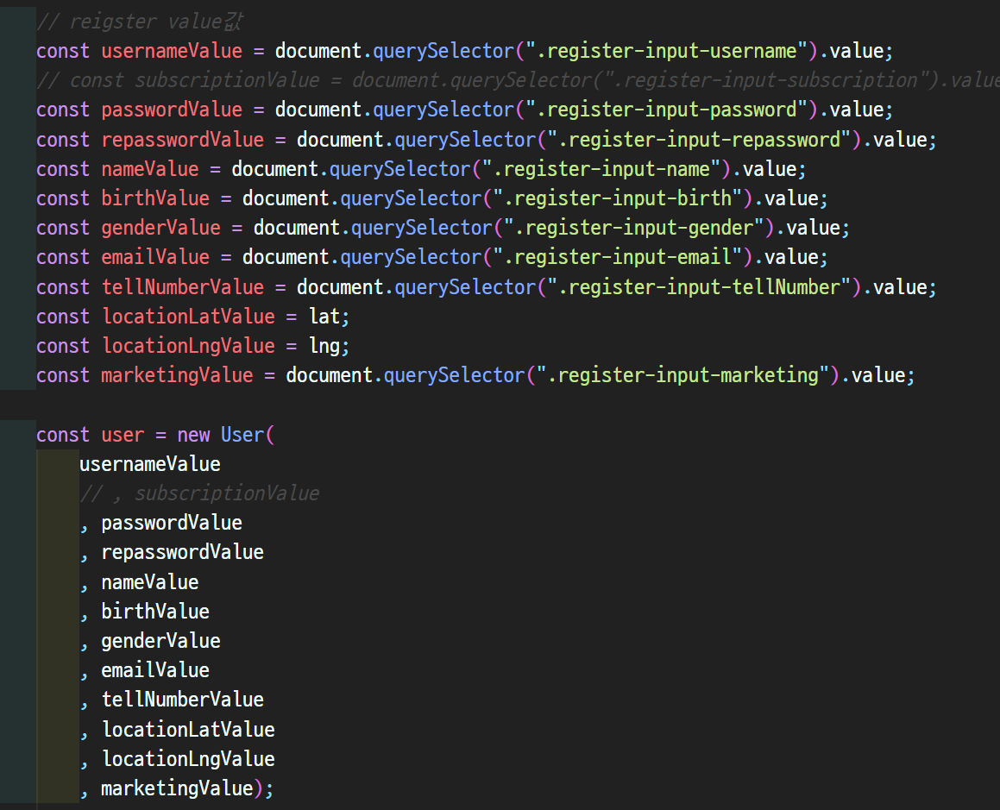 // reigster value값
const usernameValue = document.querySelector(".register-input-username").value;
// const subscriptionValue = document.querySelector(".register-input-subscription").value
const passwordValue = document.querySelector(".register-input-password").value;
const repasswordValue = document.querySelector(".register-input-repassword").value;
const nameValue = document.querySelector(".register-input-name").value;
const birthValue = document.querySelector(".register-input-birth").value;
const genderValue = document.querySelector(".register-input-gender").value;
const emailValue = document.querySelector(".register-input-email").value;
const tellNumberValue = document.querySelector(".register-input-tellNumber").value;
const locationLatValue = lat;
const locationLngValue = lng;
const marketingValue = document.querySelector(".register-input-marketing").value;
const user = new User(
usernameValue
// , subscriptionValue
, passwordValue
, repasswordValue
, nameValue
, birthValue
, genderValue
, emailValue
, tellNumberValue
, locationLatValue
, locationLngValue
, marketingValue);